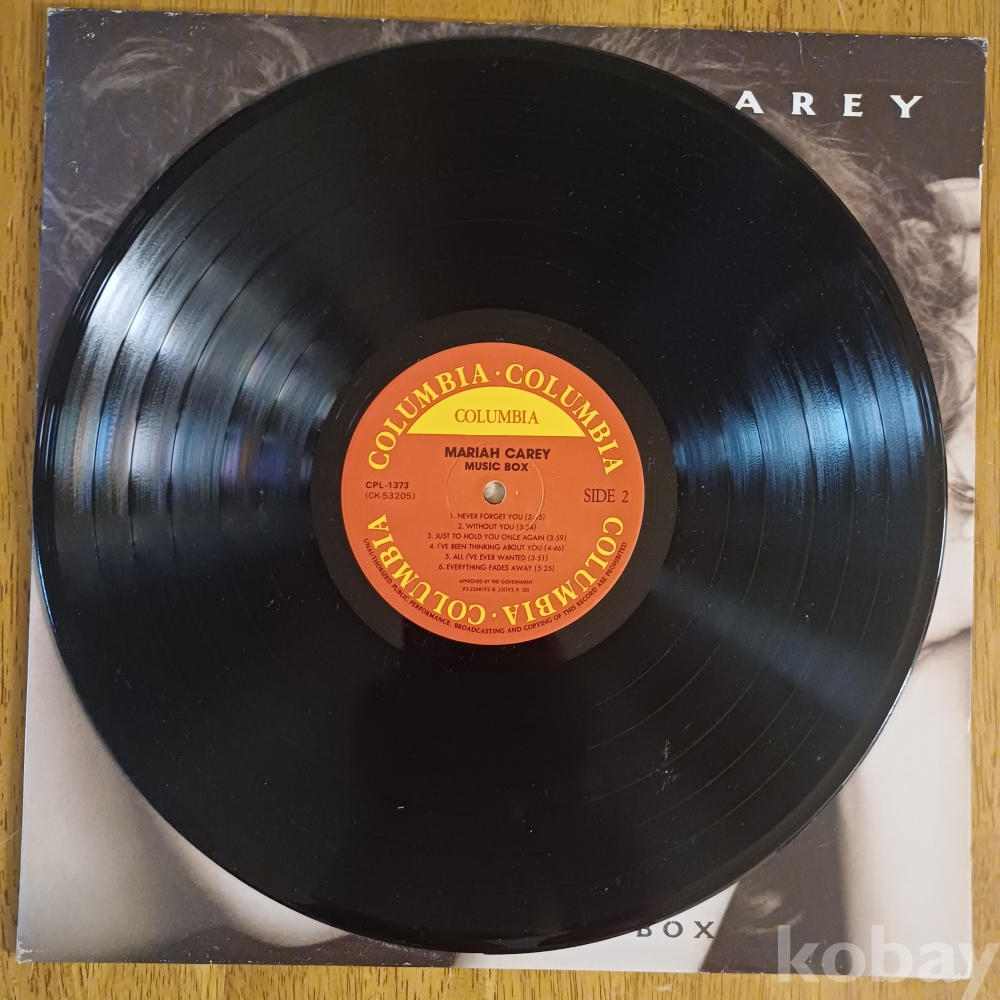 AREY
COLUMBIA · COLUMBIA
COLUMBIA
MARIAH CAREY
MUSIC BOX
CPL-1373
(CK-53205)
SIDE 2
1. NEVER FORGET YOU (3:45)
2. WITHOUT YOU (3:34)
3. JUST TO HOLD YOU ONCE AGAIN (3:59)
4. I'VE BEEN THINKING ABOUT YOU (4:46)
5. ALL I'VE EVER WANTED (3:51)
6. EVERYTHING FADES AWAY (5:25)
APPROVED BY THE GOVERNMENT
COLUMBIA · COLUMBIA
UNAUTHORIZED PUBLIC PERFORMANCE, BROADCASTING AND COPYING OF THIS RECORD ARE PROHIBITED
BOX
kobay